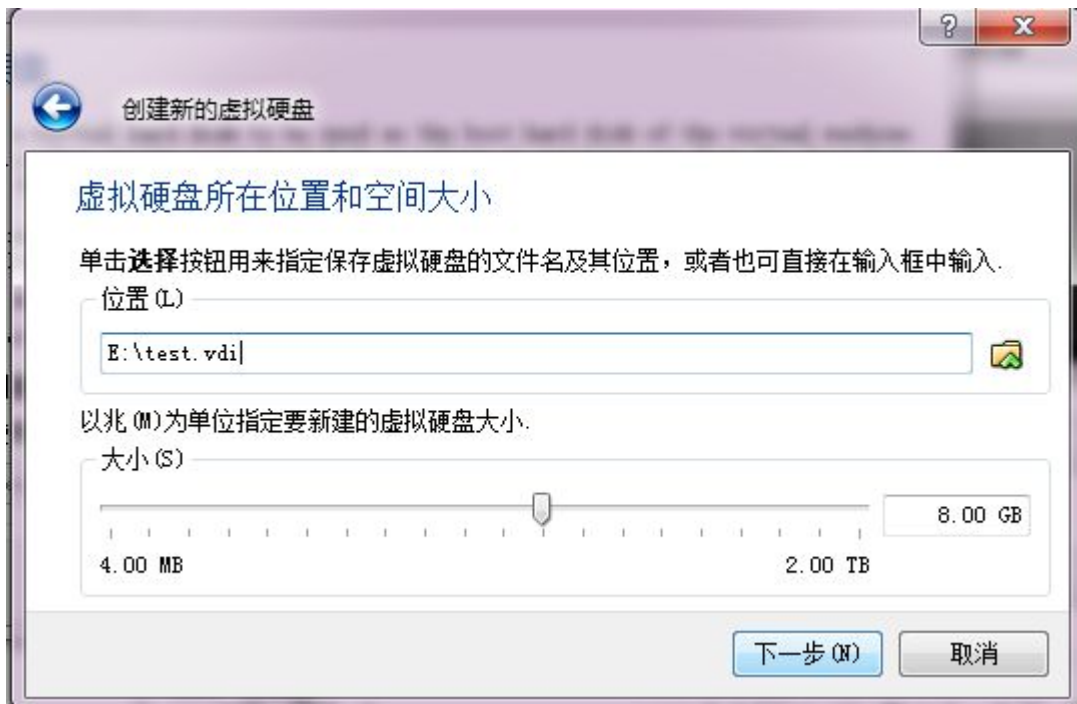 创建新的虚拟硬盘
虚拟硬盘所在位置和空间大小
单击选择按钮用来指定保存虚拟硬盘的文件名及其位置，或者也可直接在输入框中输入.
位置(L)
E:\test.vdi
以兆(M)为单位指定要新建的虚拟硬盘大小.
大小(S)
8.00 GB
4.00 MB 2.00 TB
下一步(N) 取消